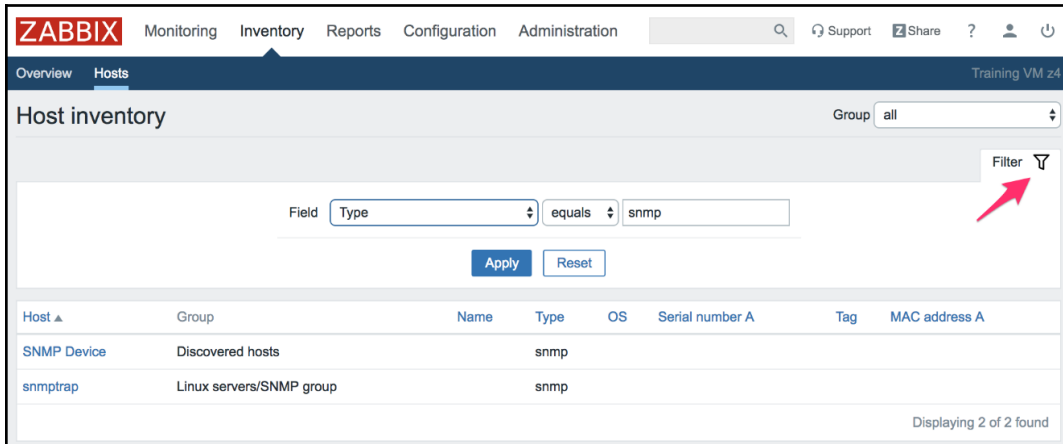 ZABBIX Monitoring Inventory Reports Configuration Administration Support Z Share ?
Overview Hosts Training VM z4
Host inventory Group all
Filter
Field Type equals snmp
Apply Reset
Host Group Name Type OS Serial number A Tag MAC address A
SNMP Device Discovered hosts snmp
snmptrap Linux servers/SNMP group snmp
Displaying 2 of 2 found